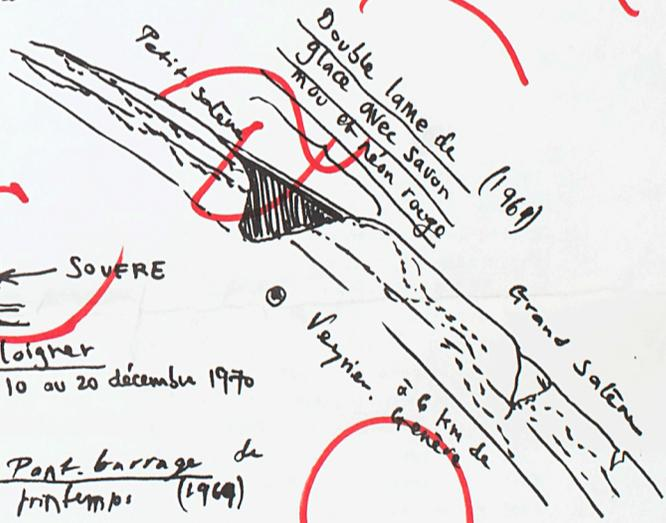 Petit Salève
Double lame de
glace avec savon
mou et néon rouge
(1969)
SOVERE
loigner
10 au 20 décembre 1970
Pont-barrage de
printemps (1969)
Veyrier.
à 6 km de
Genève
Grand Salève